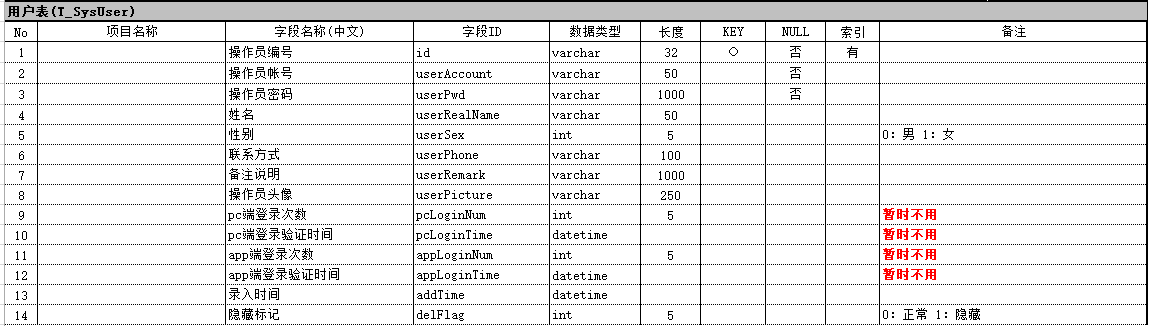 用户表(T_SysUser)
No 项目名称 字段名称(中文) 字段ID 数据类型 长度 KEY NULL 索引 备注
1 操作员编号 id varchar 32 ○ 否 有
2 操作员帐号 userAccount varchar 50 否
3 操作员密码 userPwd varchar 1000 否
4 姓名 userRealName varchar 50
5 性别 userSex int 5 0：男 1：女
6 联系方式 userPhone varchar 100
7 备注说明 userRemark varchar 1000
8 操作员头像 userPicture varchar 250
9 pc端登录次数 pcLoginNum int 5 暂时不用
10 pc端登录验证时间 pcLoginTime datetime 暂时不用
11 app端登录次数 appLoginNum int 5 暂时不用
12 app端登录验证时间 appLoginTime datetime 暂时不用
13 录入时间 addTime datetime
14 隐藏标记 delFlag int 5 0：正常 1：隐藏